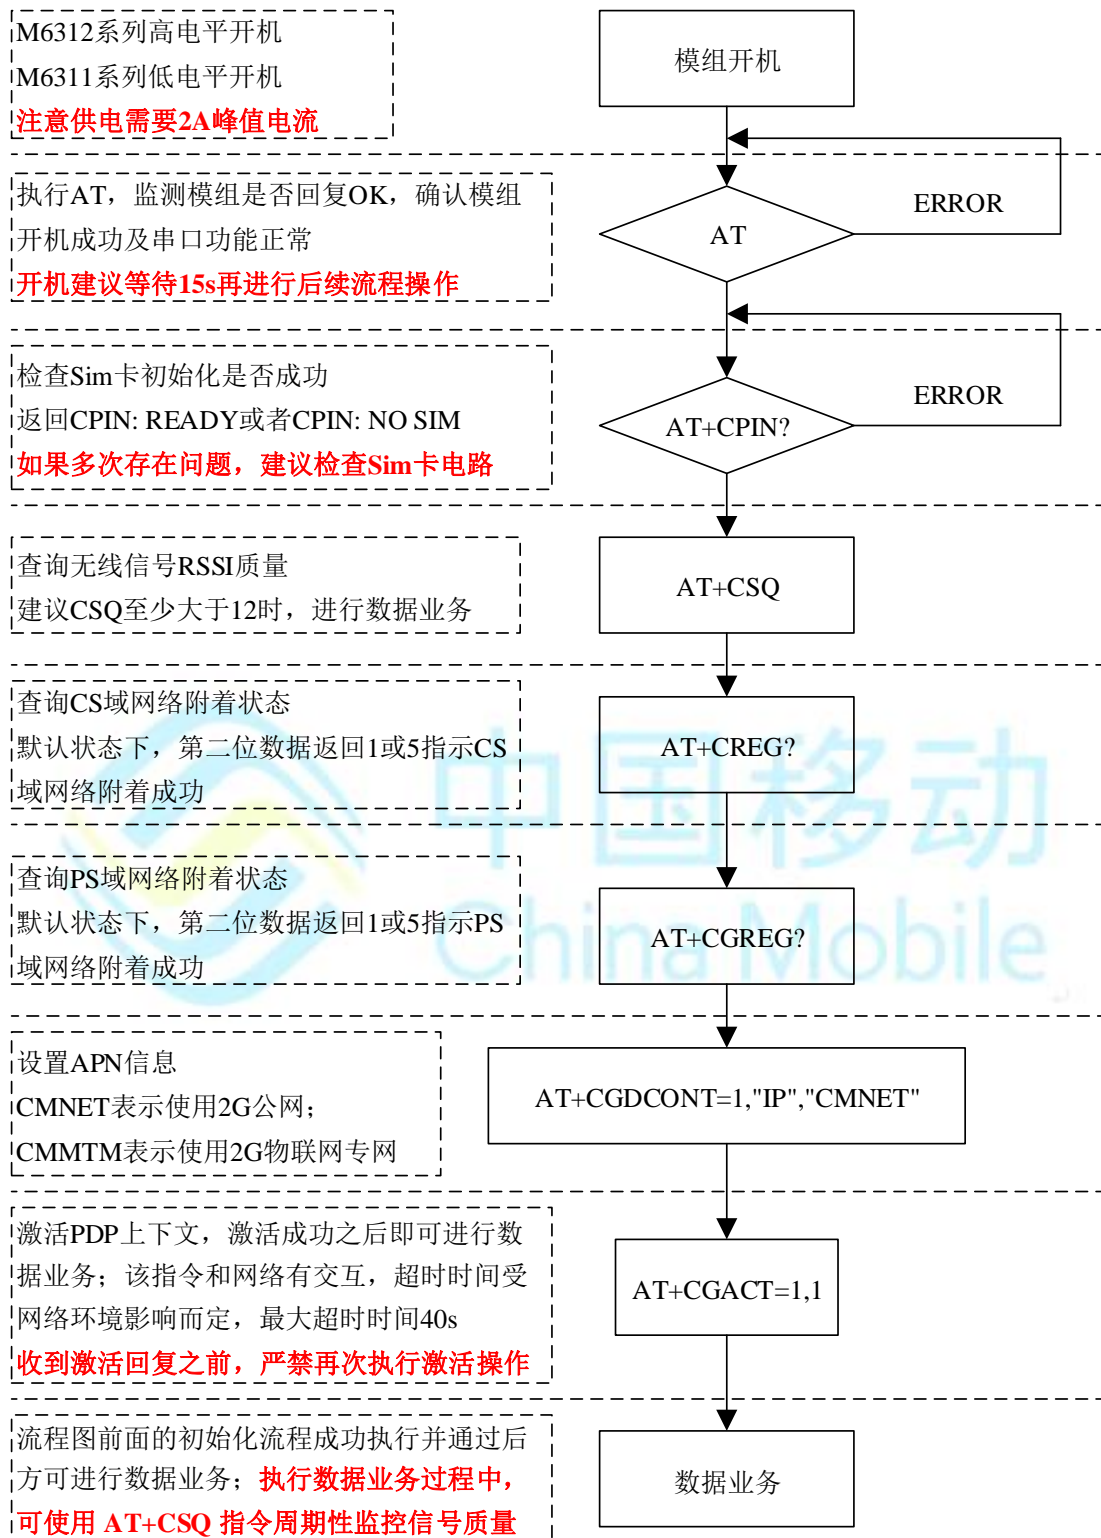 M6312系列高电平开机
M6311系列低电平开机
注意供电需要2A峰值电流
模组开机
执行AT，监测模组是否回复OK，确认模组
开机成功及串口功能正常
开机建议等待15s再进行后续流程操作
AT
ERROR
检查Sim卡初始化是否成功
返回CPIN: READY或者CPIN: NO SIM
如果多次存在问题，建议检查Sim卡电路
AT+CPIN?
ERROR
查询无线信号RSSI质量
建议CSQ至少大于12时，进行数据业务
AT+CSQ
查询CS域网络附着状态
默认状态下，第二位数据返回1或5指示CS
域网络附着成功
AT+CREG?
中国移动
China Mobile
查询PS域网络附着状态
默认状态下，第二位数据返回1或5指示PS
域网络附着成功
AT+CGREG?
设置APN信息
CMNET表示使用2G公网；
CMMTM表示使用2G物联网专网
AT+CGDCONT=1,"IP","CMNET"
激活PDP上下文，激活成功之后即可进行数
据业务；该指令和网络有交互，超时时间受
网络环境影响而定，最大超时时间40s
收到激活回复之前，严禁再次执行激活操作
AT+CGACT=1,1
流程图前面的初始化流程成功执行并通过后
方可进行数据业务；执行数据业务过程中，
可使用 AT+CSQ 指令周期性监控信号质量
数据业务